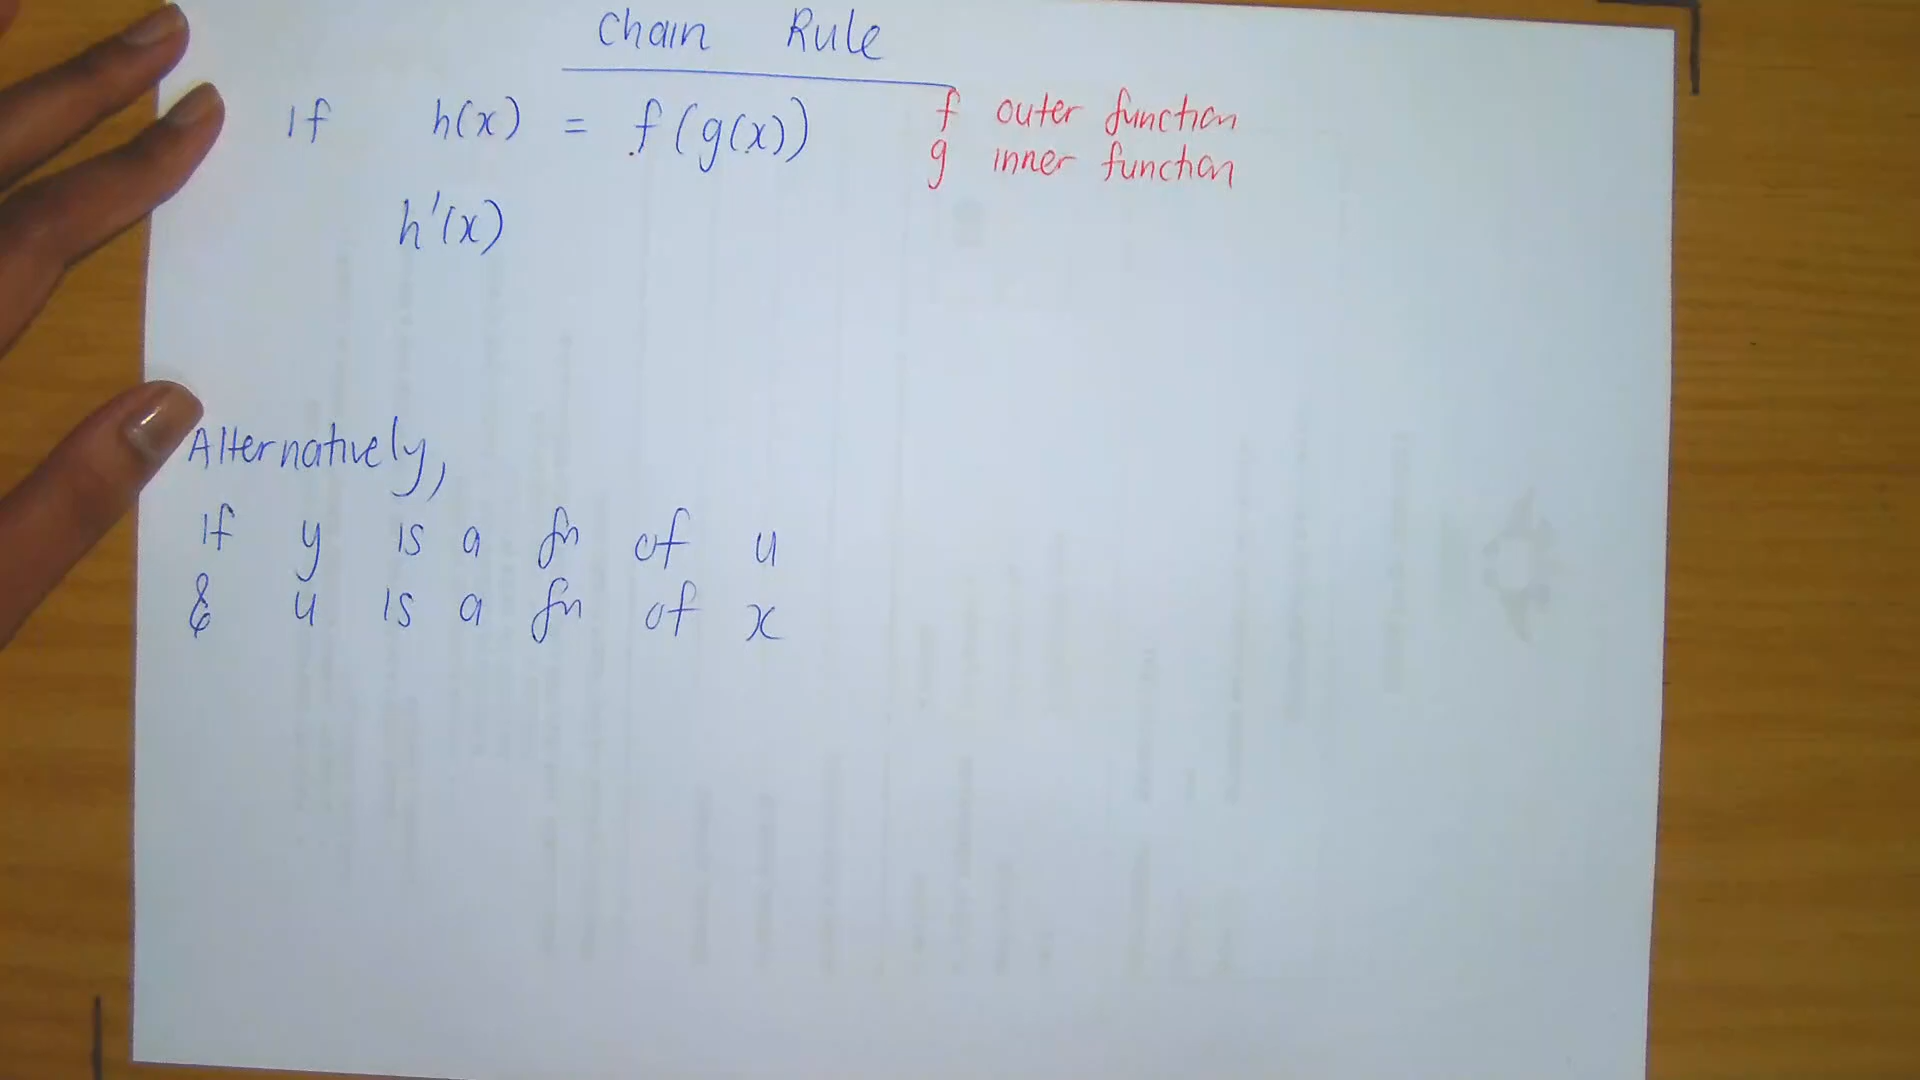 Chain Rule
If h(x) = f(g(x))
f outer function
g inner function
h'(x)
Alternatively,
If y is a fn of u
& u is a fn of x